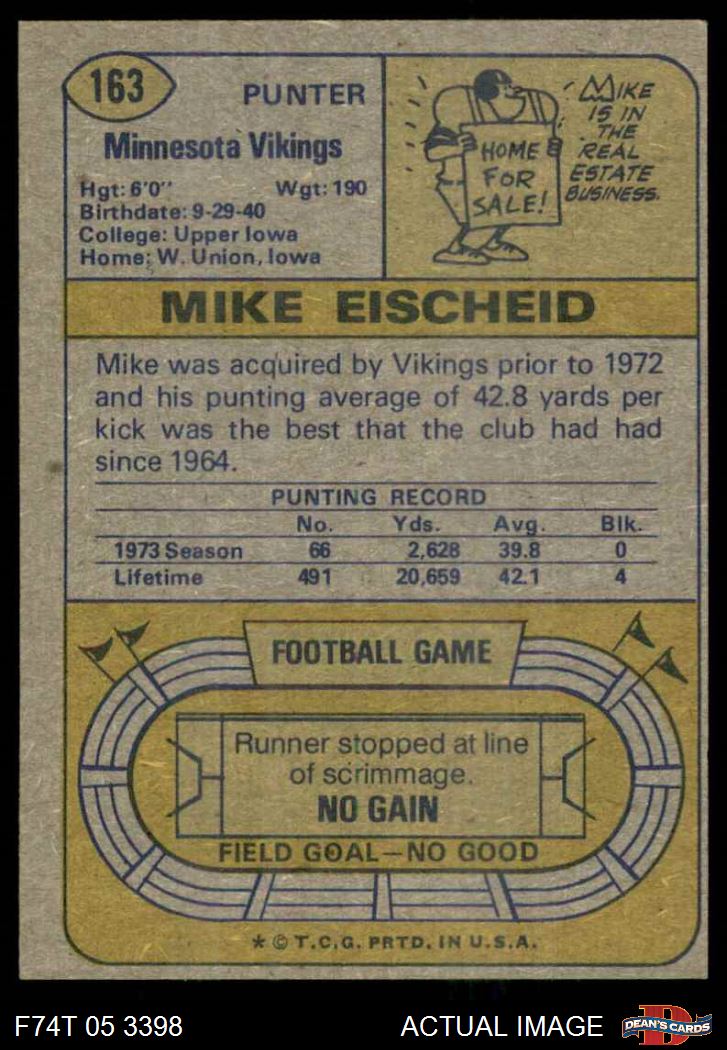 163
PUNTER
Minnesota Vikings
Hgt: 6'0" Wgt: 190
Birthdate: 9-29-40
College: Upper Iowa
Home: W. Union, Iowa
HOME
FOR
SALE!
MIKE
IS IN
THE
REAL
ESTATE
BUSINESS.
MIKE EISCHEID
Mike was acquired by Vikings prior to 1972
and his punting average of 42.8 yards per
kick was the best that the club had had
since 1964.
PUNTING RECORD
No. Yds. Avg. Blk.
1973 Season 66 2,628 39.8 0
Lifetime 491 20,659 42.1 4
FOOTBALL GAME
Runner stopped at line
of scrimmage.
NO GAIN
FIELD GOAL—NO GOOD
* © T.C.G. PRTD. IN U.S.A.
F74T 05 3398 ACTUAL IMAGE
D
DEAN'S CARDS